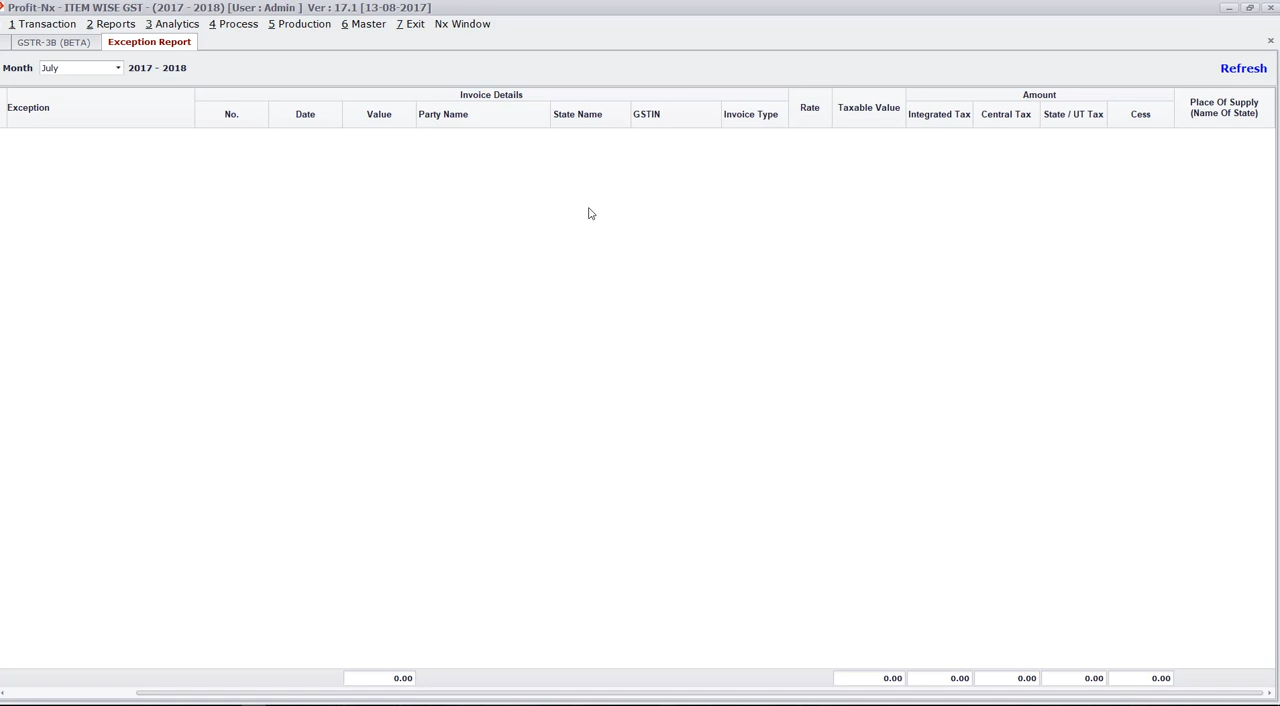 Profit-Nx - ITEM WISE GST - (2017 - 2018) [User : Admin ] Ver : 17.1 [13-08-2017]
1 Transaction 2 Reports 3 Analytics 4 Process 5 Production 6 Master 7 Exit Nx Window
GSTR-3B (BETA) Exception Report
Month July 2017 - 2018 Refresh
Invoice Details Amount
Exception No. Date Value Party Name State Name GSTIN Invoice Type Rate Taxable Value Integrated Tax Central Tax State / UT Tax Cess Place Of Supply
(Name Of State)
0.00 0.00 0.00 0.00 0.00 0.00